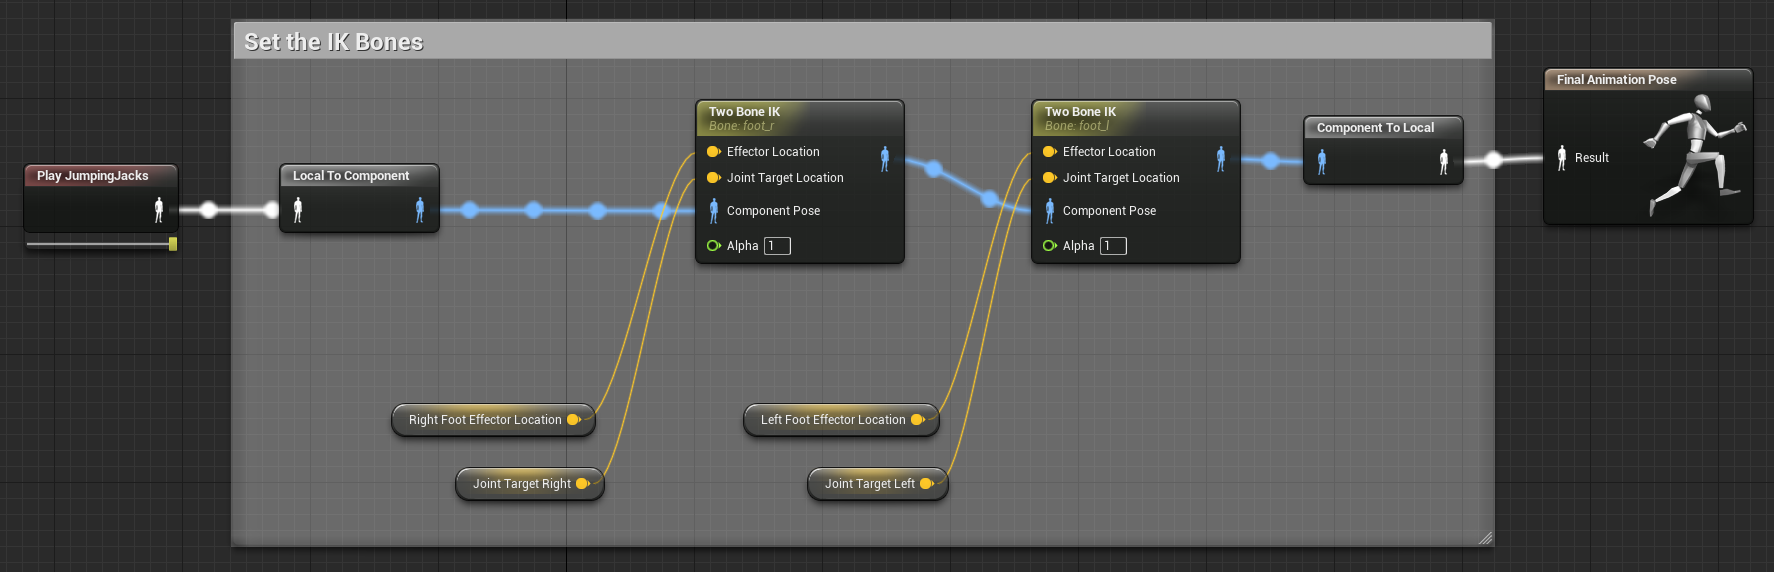 Set the IK Bones
Play JumpingJacks
Local To Component
Two Bone IK
Bone: foot_r
Effector Location
Joint Target Location
Component Pose
Alpha 1
Two Bone IK
Bone: foot_l
Effector Location
Joint Target Location
Component Pose
Alpha 1
Component To Local
Final Animation Pose
Result
Right Foot Effector Location
Joint Target Right
Left Foot Effector Location
Joint Target Left